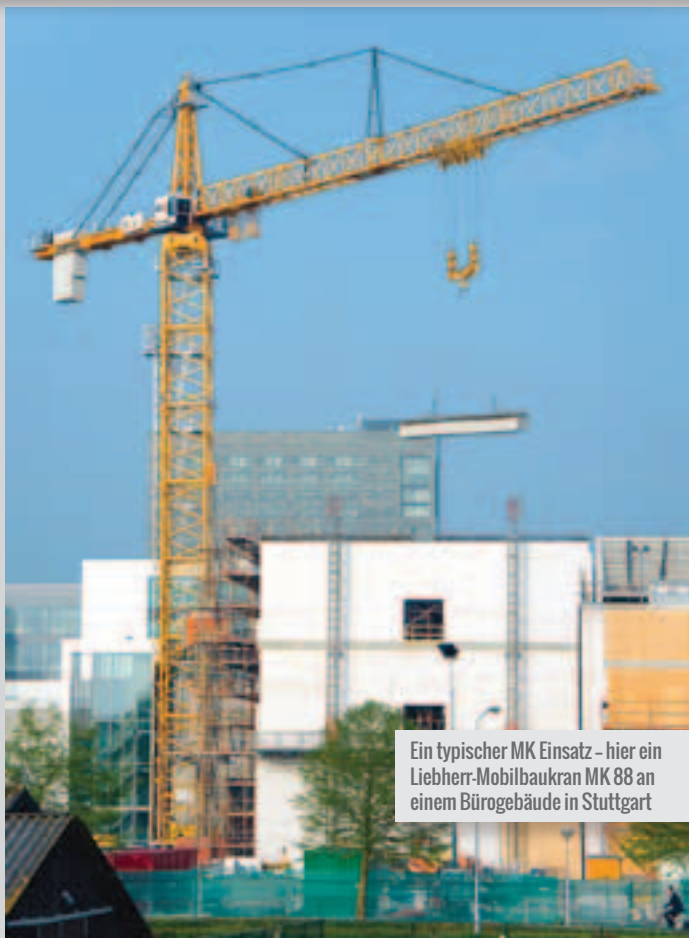 Ein typischer MK Einsatz – hier ein
Liebherr-Mobilbaukran MK 88 an
einem Bürogebäude in Stuttgart